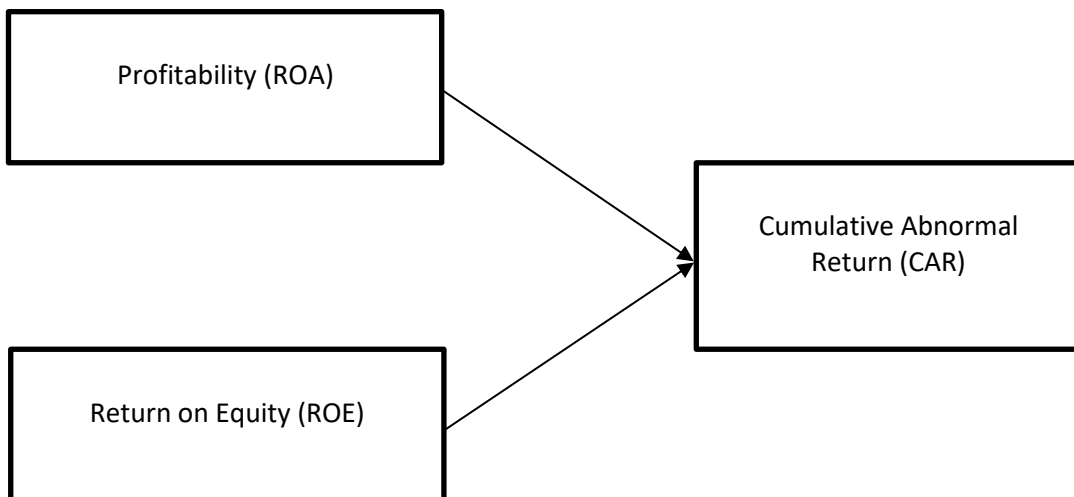 Profitability (ROA)
Cumulative Abnormal
Return (CAR)
Return on Equity (ROE)